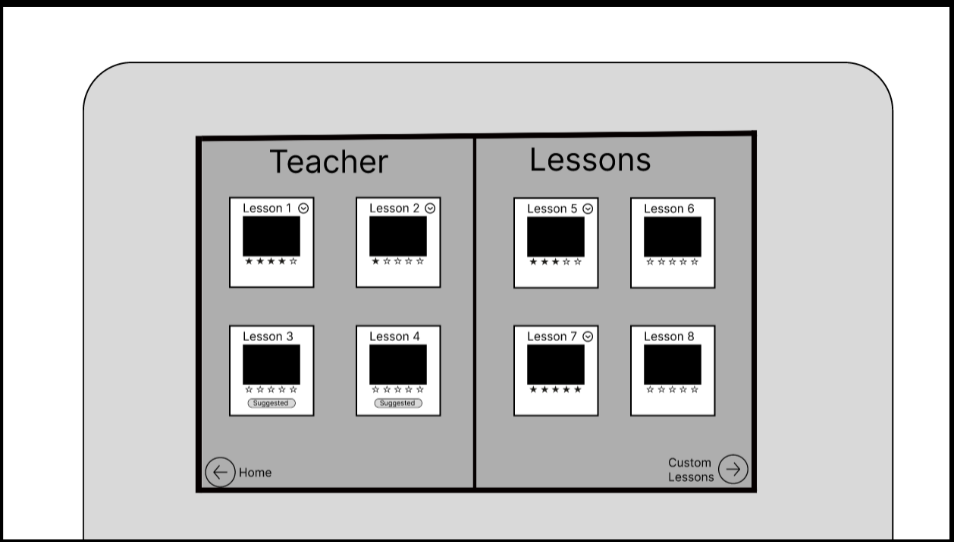 Teacher
Lesson 1
Lesson 2
Lesson 3
Suggested
Lesson 4
Suggested
Home
Lessons
Lesson 5
Lesson 6
Lesson 7
Lesson 8
Custom
Lessons